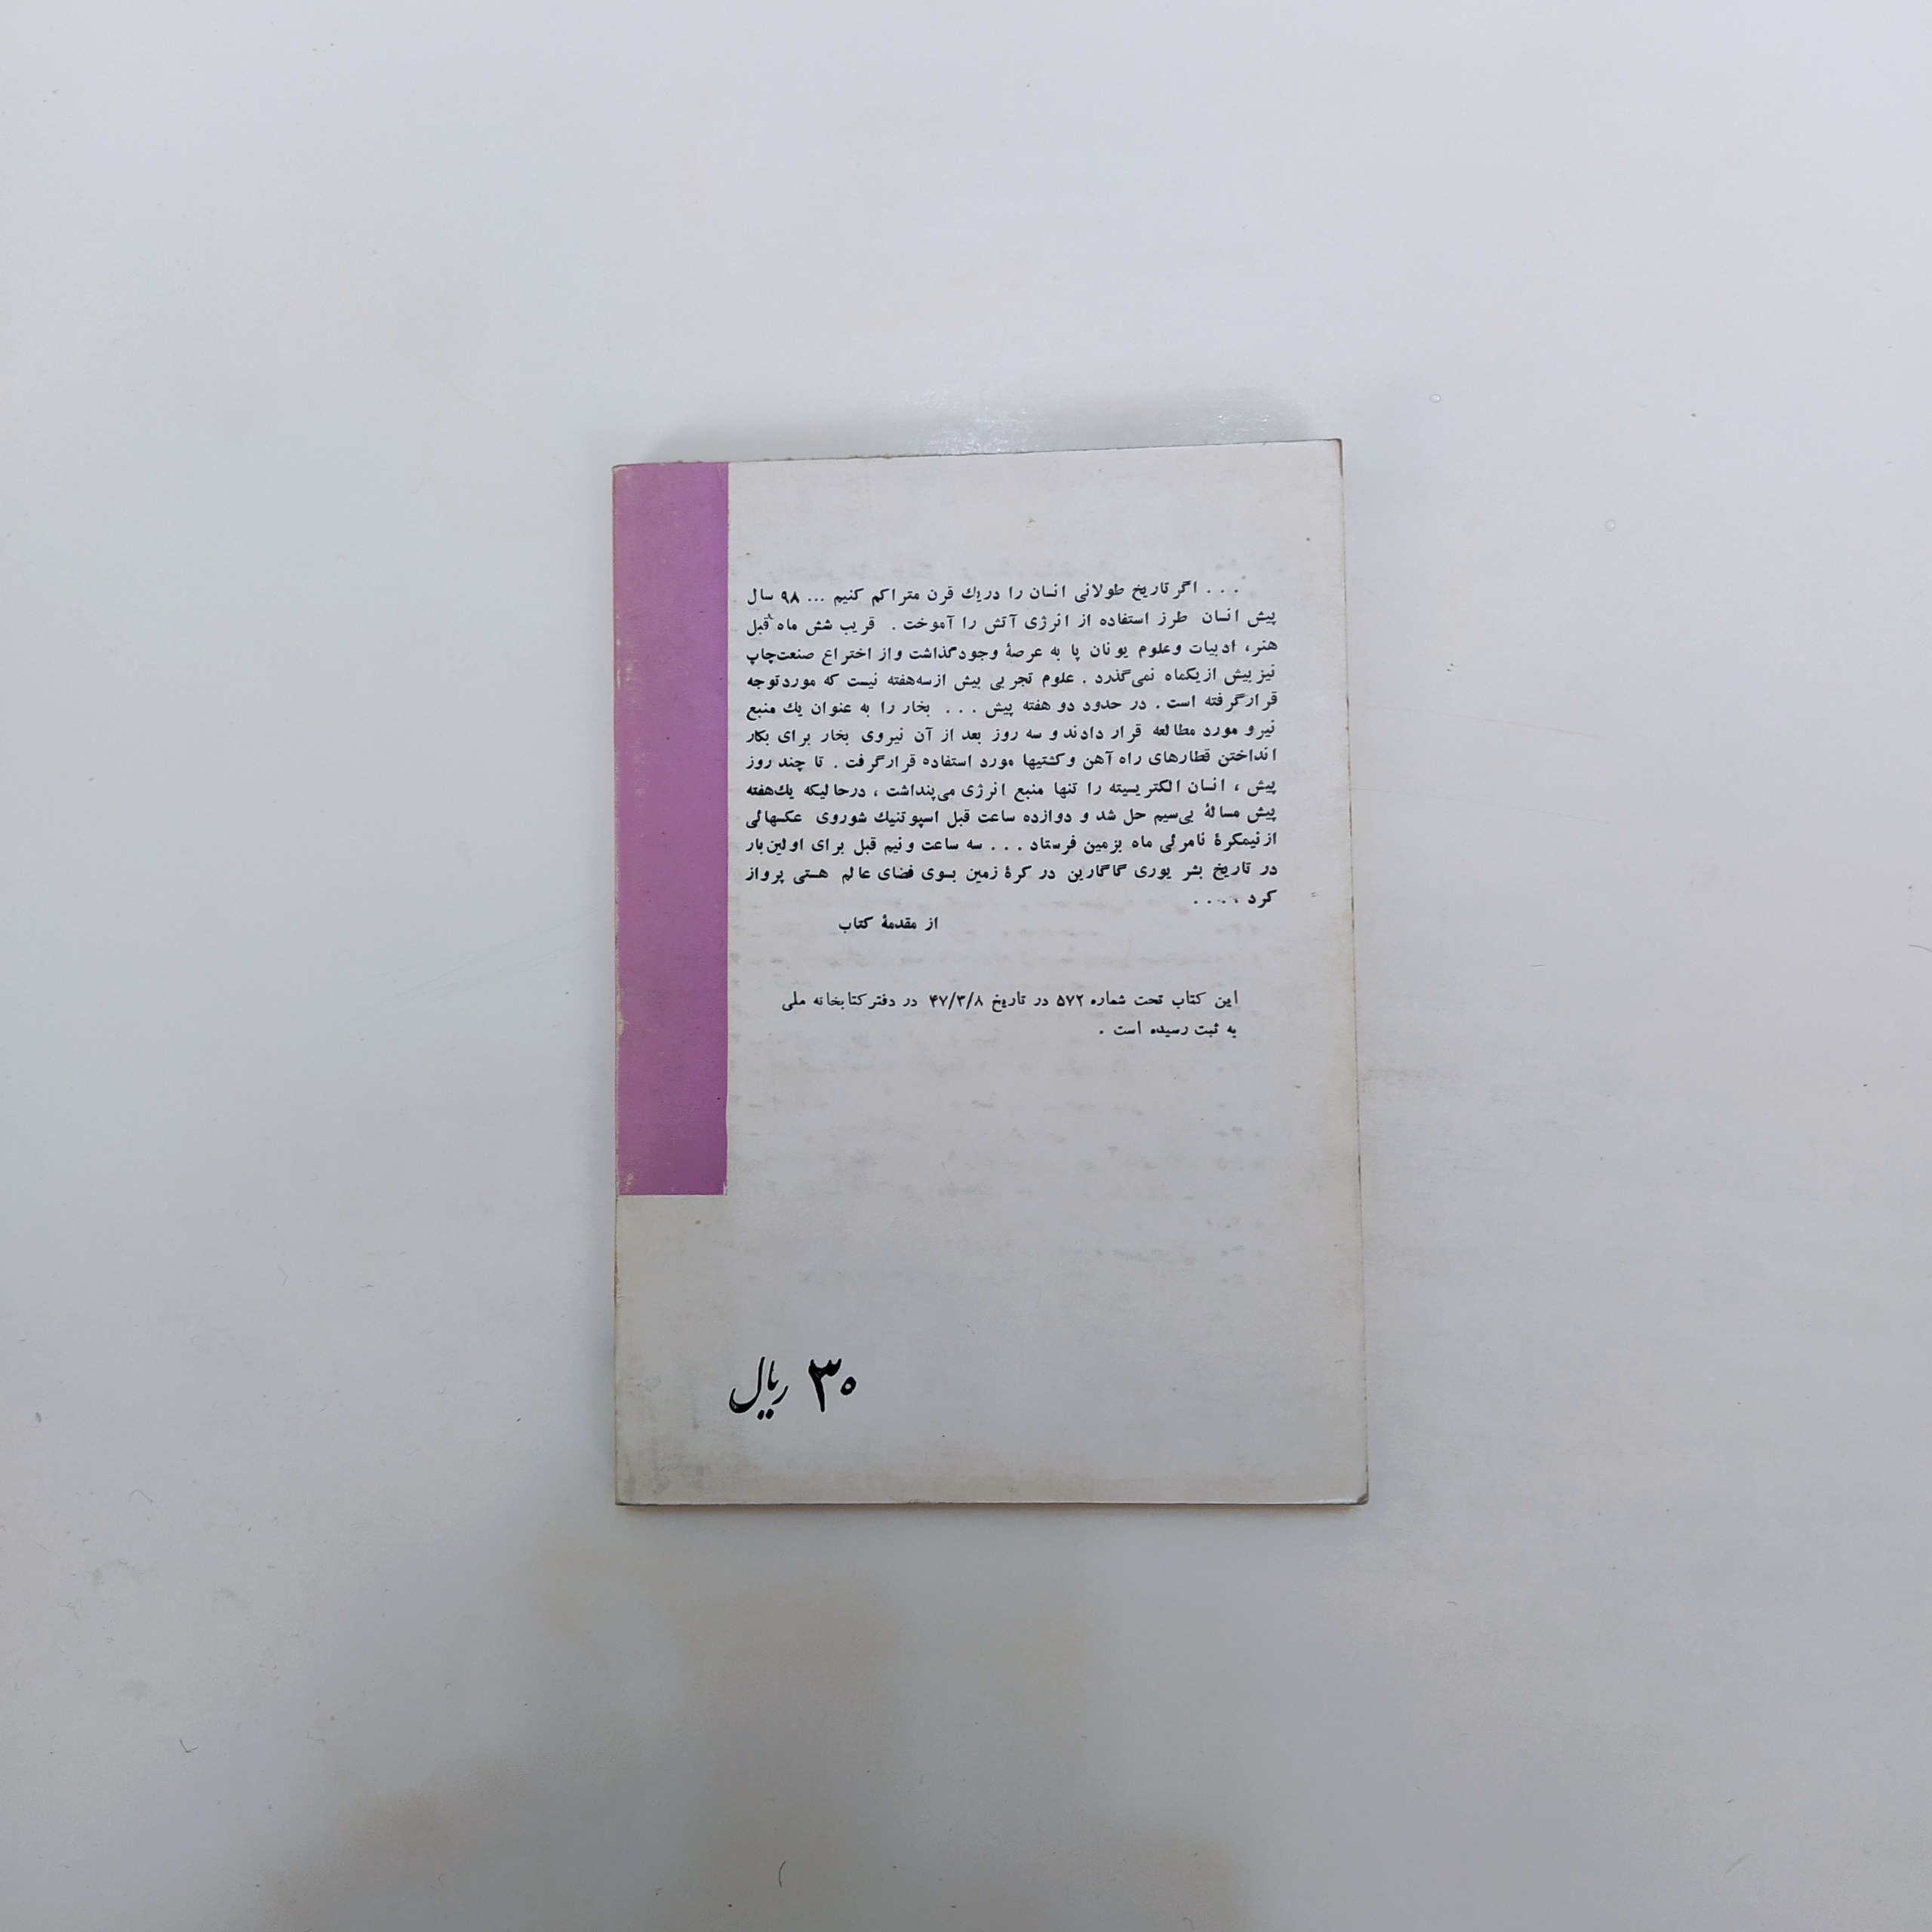 . . . اگر تاریخ طولانی انسان را دریك قرن متراکم کنیم ... ۹۸ سال
پیش انسان طرز استفاده از انرژی آتش را آموخت . قریب شش ماه قبل
هنر، ادبیات وعلوم یونان پا به عرصهٔ وجودگذاشت واز اختراع صنعت‌چاپ
نیز بیش ازیکماه نمی‌گذرد . علوم تجربی بیش ازسه‌هفته نیست که موردتوجه
قرارگرفته است . در حدود دو هفته پیش . . . بخار را به عنوان یك منبع
نیرو مورد مطالعه قرار دادند و سه روز بعد از آن نیروی بخار برای بکار
انداختن قطارهای راه آهن وکشتیها مورد استفاده قرارگرفت . تا چند روز
پیش ، انسان الکتریسیته را تنها منبع انرژی می‌پنداشت ، درحالیکه یك‌هفته
پیش مسالهٔ بی‌سیم حل شد و دوازده ساعت قبل اسپوتنیك شوروی عکسهائی
ازنیمکرهٔ نامرئی ماه بزمین فرستاد . . . سه ساعت ونیم قبل برای اولین‌بار
در تاریخ بشر یوری گاگارین در کرهٔ زمین بسوی فضای عالم هستی پرواز
کرد . . . .
از مقدمهٔ کتاب
این کتاب تحت شماره ۵۷۲ در تاریخ ۴۷/۳/۸ در دفترکتابخانه ملی
به ثبت رسیده است .
۳۰ ریال